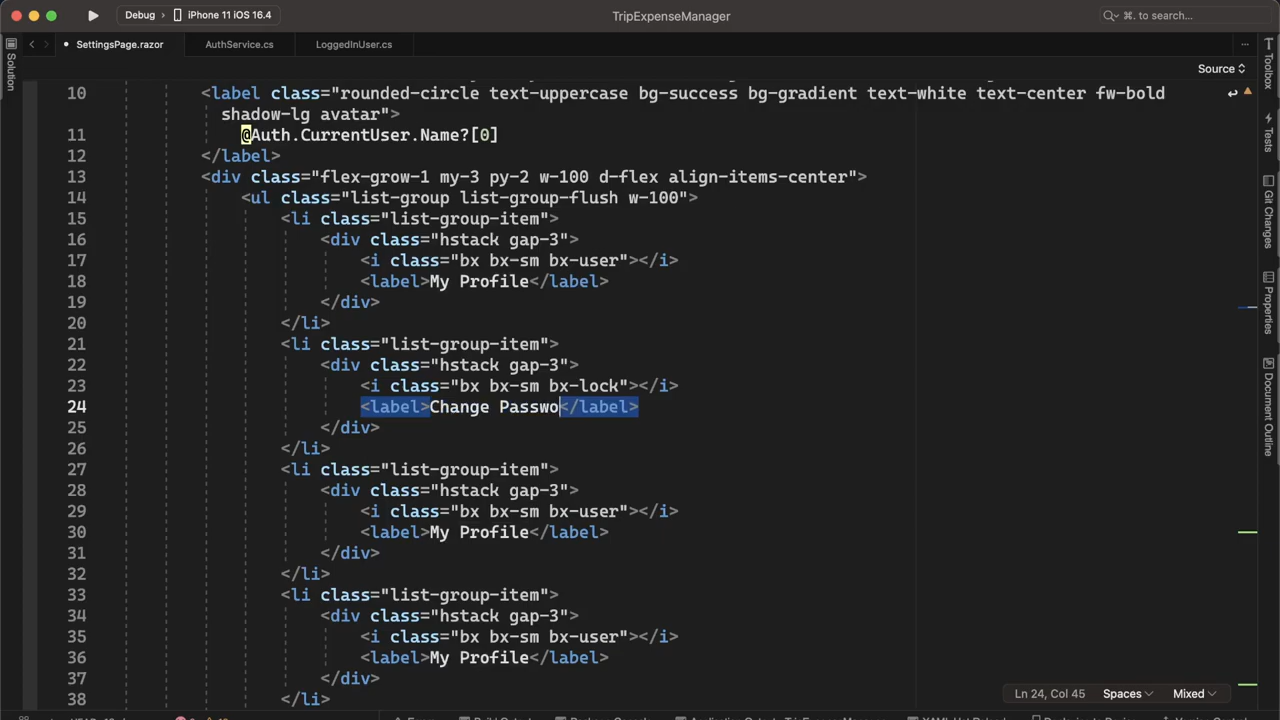 Debug › iPhone 11 iOS 16.4
TripExpenseManager
⌘. to search...
SettingsPage.razor
AuthService.cs
LoggedInUser.cs
Source
Solution
Toolbox
Tests
Git Changes
Properties
Document Outline
10 <label class="rounded-circle text-uppercase bg-success bg-gradient text-white text-center fw-bold
shadow-lg avatar">
11 @Auth.CurrentUser.Name?[0]
12 </label>
13 <div class="flex-grow-1 my-3 py-2 w-100 d-flex align-items-center">
14 <ul class="list-group list-group-flush w-100">
15 <li class="list-group-item">
16 <div class="hstack gap-3">
17 <i class="bx bx-sm bx-user"></i>
18 <label>My Profile</label>
19 </div>
20 </li>
21 <li class="list-group-item">
22 <div class="hstack gap-3">
23 <i class="bx bx-sm bx-lock"></i>
24 <label>Change Passwo</label>
25 </div>
26 </li>
27 <li class="list-group-item">
28 <div class="hstack gap-3">
29 <i class="bx bx-sm bx-user"></i>
30 <label>My Profile</label>
31 </div>
32 </li>
33 <li class="list-group-item">
34 <div class="hstack gap-3">
35 <i class="bx bx-sm bx-user"></i>
36 <label>My Profile</label>
37 </div>
38 </li>
Ln 24, Col 45 Spaces Mixed